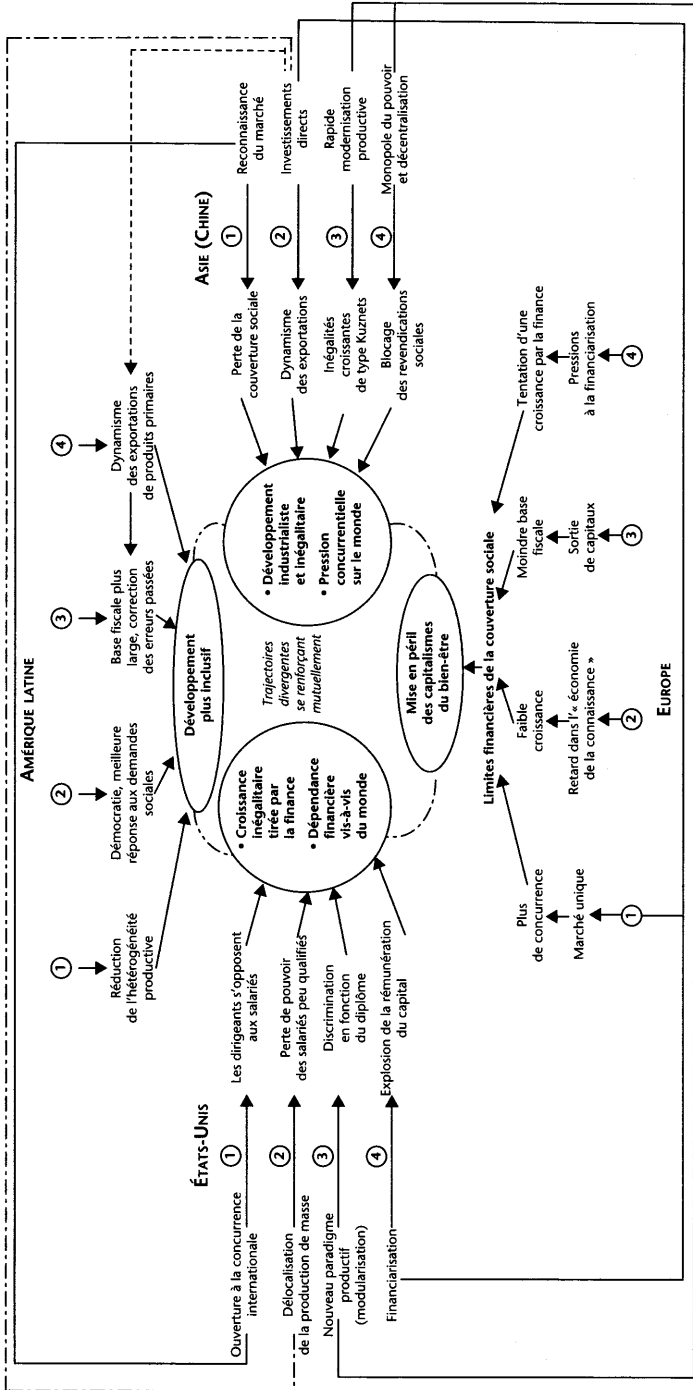 AMÉRIQUE LATINE
1
2
3
4
Réduction
de l'hétérogénéité
productive
Démocratie, meilleure
réponse aux demandes
sociales
Base fiscale plus
large, correction
des erreurs passées
Dynamisme
des exportations
de produits primaires
Développement
plus inclusif
ÉTATS-UNIS
Ouverture à la concurrence
internationale
1
Les dirigeants s'opposent
aux salariés
Délocalisation
de la production de masse
2
Perte de pouvoir
des salariés peu qualifiés
Nouveau paradigme
productif
(modularisation)
3
Discrimination
en fonction
du diplôme
Financiarisation
4
Explosion de la rémunération
du capital
• Croissance
inégalitaire
tirée par
la finance
• Dépendance
financière
vis-à-vis
du monde
Trajectoires
divergentes
se renforçant
mutuellement
• Développement
industrialiste
et inégalitaire
• Pression
concurrentielle
sur le monde
ASIE (CHINE)
Perte de la
couverture sociale
1
Reconnaissance
du marché
Dynamisme
des exportations
2
Investissements
directs
Inégalités
croissantes
de type Kuznets
3
Rapide
modernisation
productive
Blocage
des revendications
sociales
4
Monopole du pouvoir
et décentralisation
Mise en péril
des capitalismes
du bien-être
Limites financières de la couverture sociale
Plus
de concurrence
Faible
croissance
Moindre base
fiscale
Tentation d'une
croissance par la finance
Marché unique
Retard dans l'« économie
de la connaissance »
Sortie
de capitaux
Pressions
à la financiarisation
1
2
3
4
EUROPE